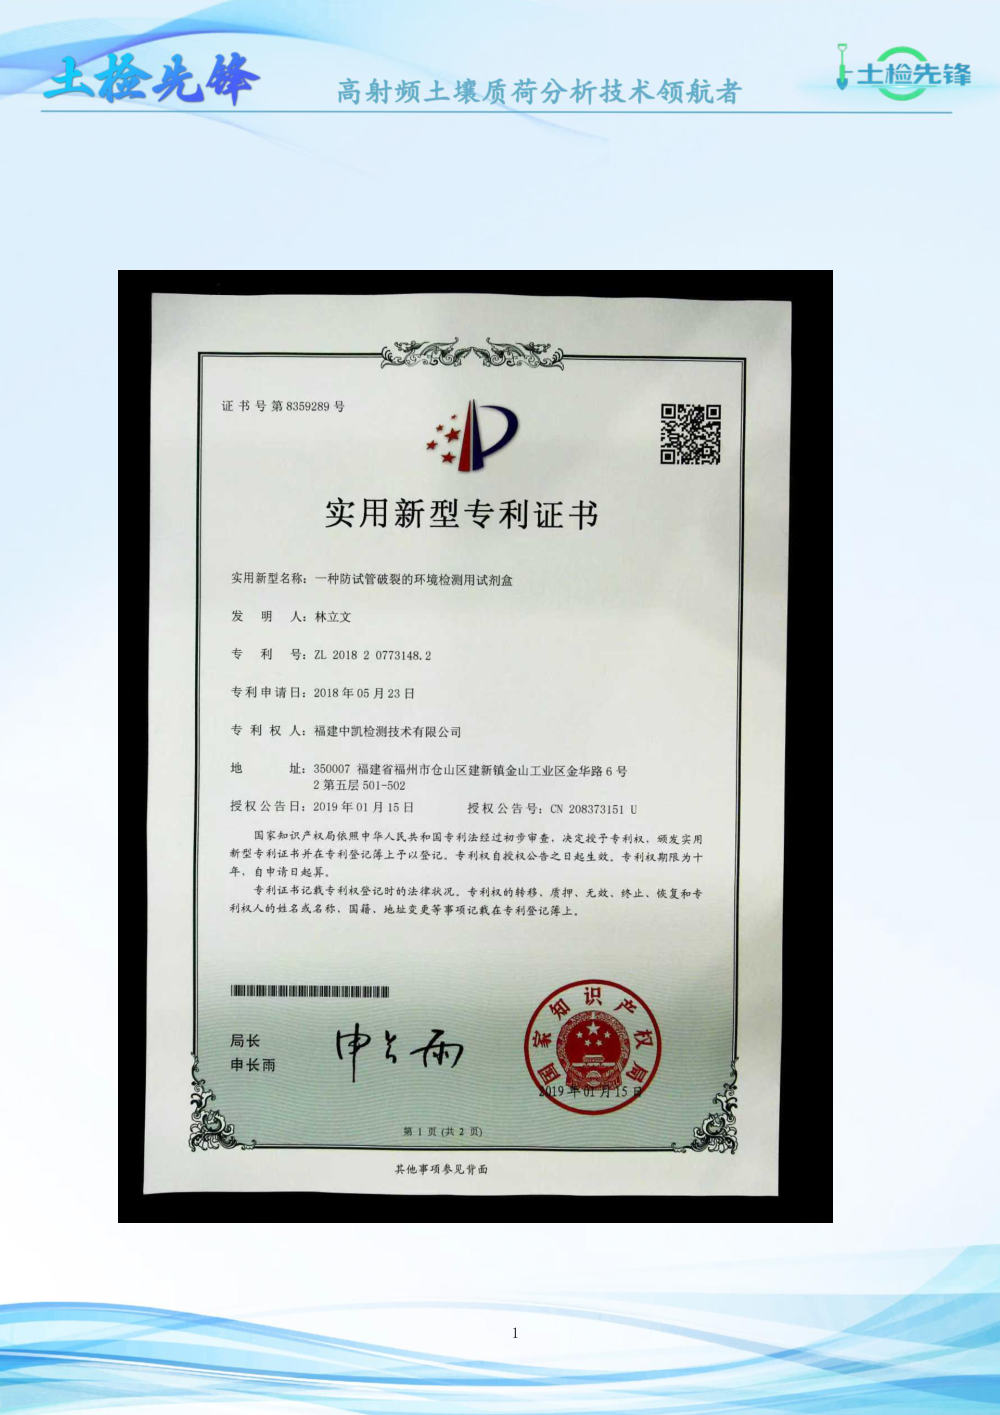 土检先锋
高射频土壤质荷分析技术领航者
土检先锋
证书号第8359289号
实用新型专利证书
实用新型名称：一种防试管破裂的环境检测用试剂盒
发明人：林立文
专利号：ZL 2018 2 0773148.2
专利申请日：2018年05月23日
专利权人：福建中凯检测技术有限公司
地址：350007 福建省福州市仓山区建新镇金山工业区金华路6号
2第五层501-502
授权公告日：2019年01月15日 授权公告号：CN 208373151 U
国家知识产权局依照中华人民共和国专利法经过初步审查，决定授予专利权，颁发实用
新型专利证书并在专利登记簿上予以登记。专利权自授权公告之日起生效。专利权期限为十
年，自申请日起算。
专利证书记载专利权登记时的法律状况。专利权的转移、质押、无效、终止、恢复和专
利权人的姓名或名称、国籍、地址变更等事项记载在专利登记簿上。
局长
申长雨
申长雨
国家知识产权局
2019年01月15日
第1页(共2页)
其他事项参见背面
1